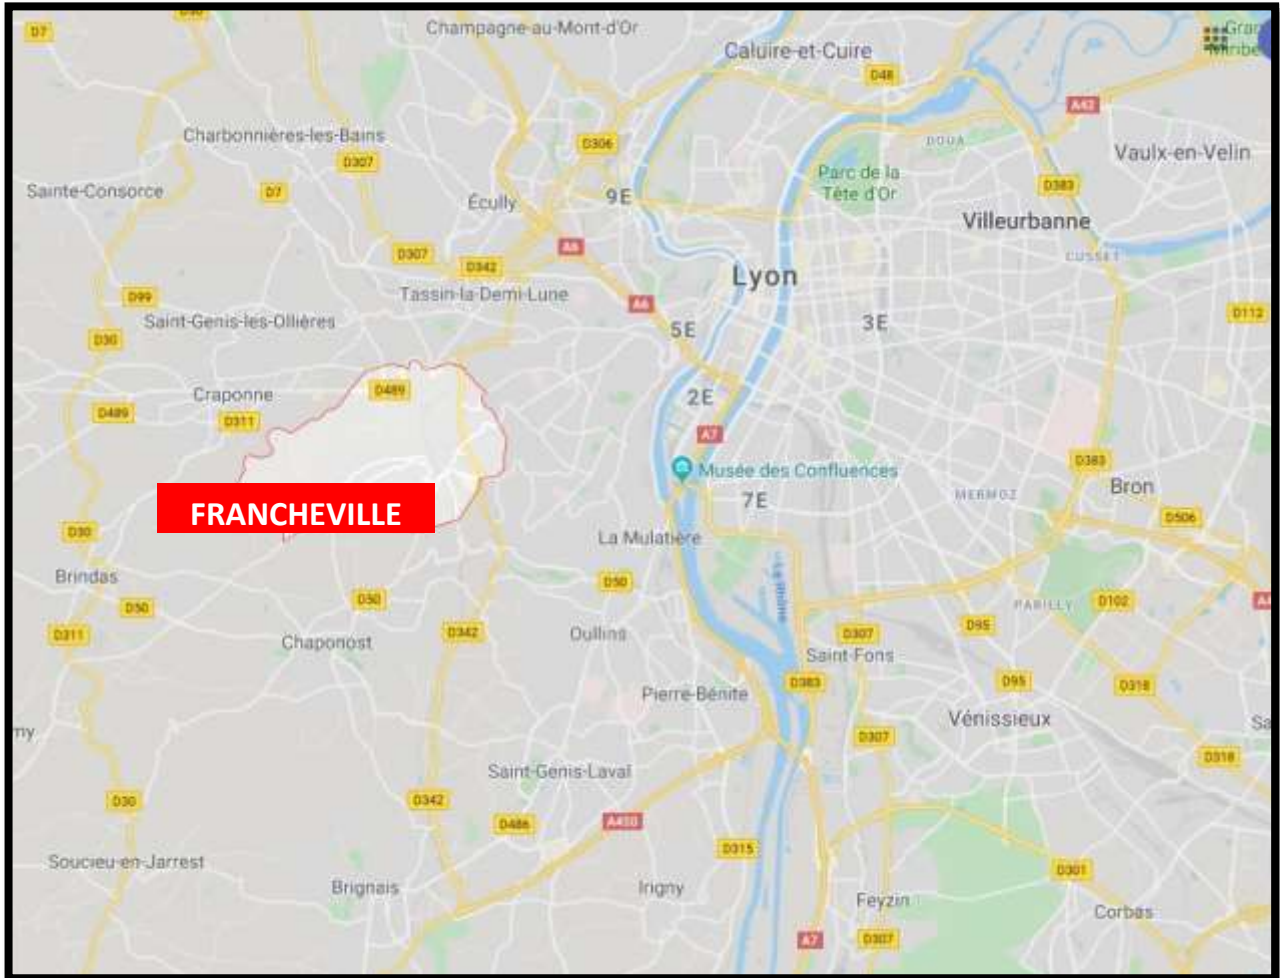 D7
Champagne-au-Mont-d'Or
Caluire-et-Cuire
D48
A42
Charbonnières-les-Bains
D306
DOUA
Vaulx-en-Velin
D307
Parc de la
Tête d'Or
Sainte-Consorce
D7
Écully
9E
D383
Villeurbanne
A6
D307
D342
CUSSET
Lyon
D99
Tassin-la-Demi-Lune
A6
Saint-Genis-les-Ollières
5E
3E
D112
D30
Craponne
D489
2E
D489
D311
A7
Musée des Confluences
D383
Bron
7E
MERMOZ
FRANCHEVILLE
D506
D30
La Mulatière
Brindas
D50
Le Rhône
D50
D50
PARILLY
D102
D311
Chaponost
D342
Oullins
D307
D95
Saint-Fons
Pierre-Bénite
D383
D95
D318
Vénissieux
D307
Saint-Genis-Laval
D318
D30
D342
D486
A450
D315
Soucieu-en-Jarrest
Brignais
Irigny
D301
Feyzin
Corbas
A7
D307